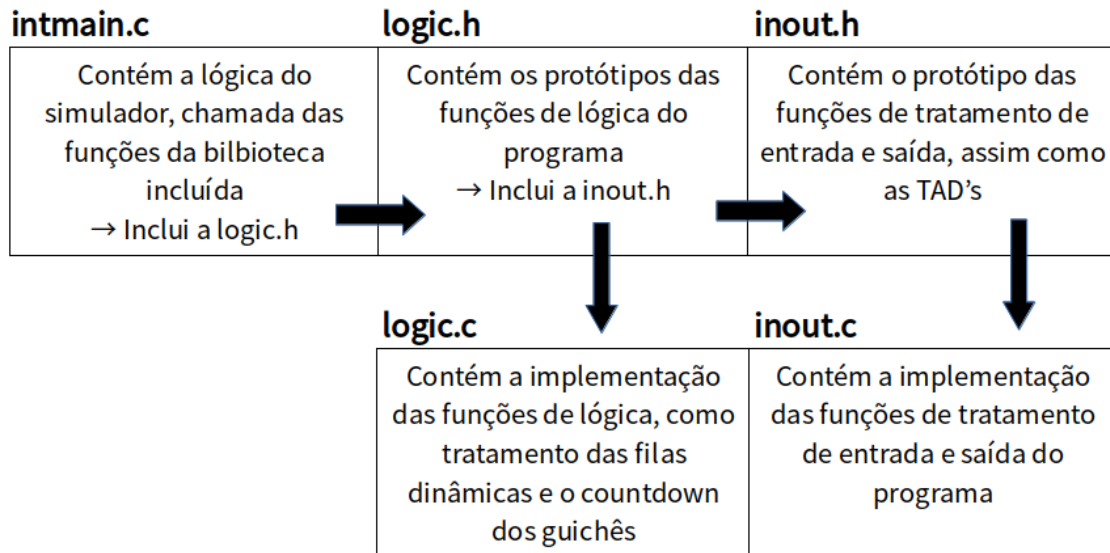 intmain.c
Contém a lógica do
simulador, chamada das
funções da bilbioteca
incluída
→ Inclui a logic.h
logic.h
Contém os protótipos das
funções de lógica do
programa
→ Inclui a inout.h
inout.h
Contém o protótipo das
funções de tratamento de
entrada e saída, assim como
as TAD’s
logic.c
Contém a implementação
das funções de lógica, como
tratamento das filas
dinâmicas e o countdown
dos guichês
inout.c
Contém a implementação
das funções de tratamento
de entrada e saída do
programa